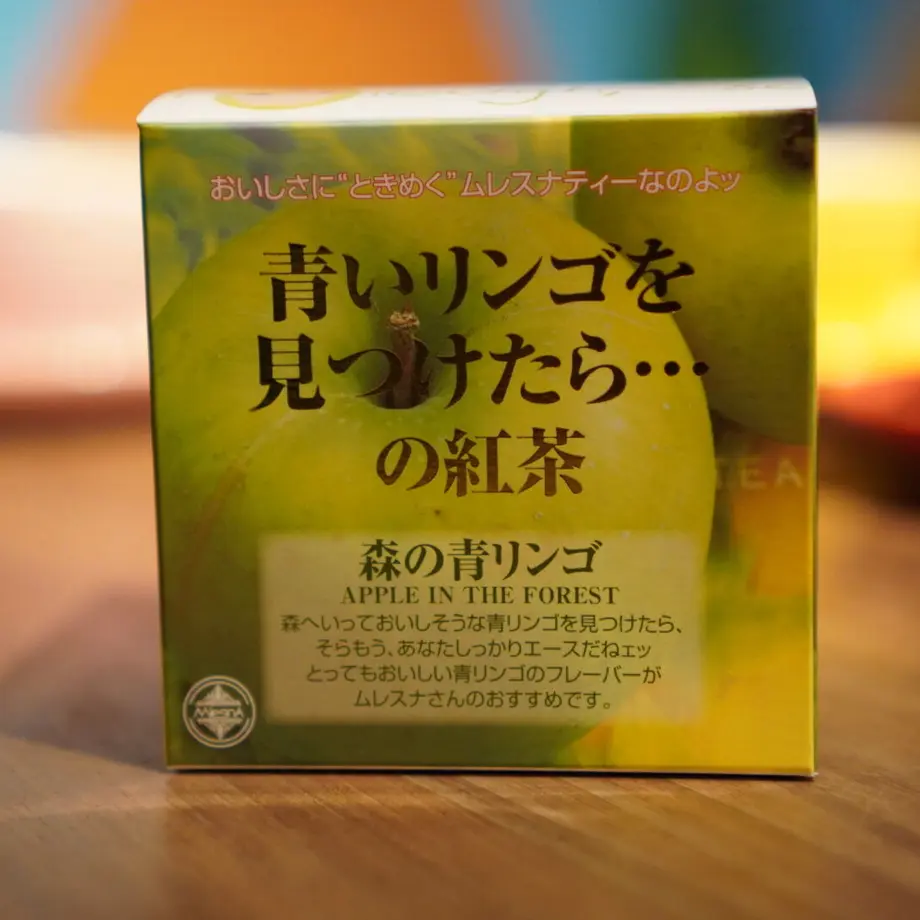 おいしさに“ときめく”ムレスナティーなのよッ
青いリンゴを
見つけたら…
の紅茶
TEA
森の青リンゴ
APPLE IN THE FOREST
森へいっておいしそうな青リンゴを見つけたら、
そらもう、あなたしっかりエースだねェッ
とってもおいしい青リンゴのフレーバーが
ムレスナさんのおすすめです。